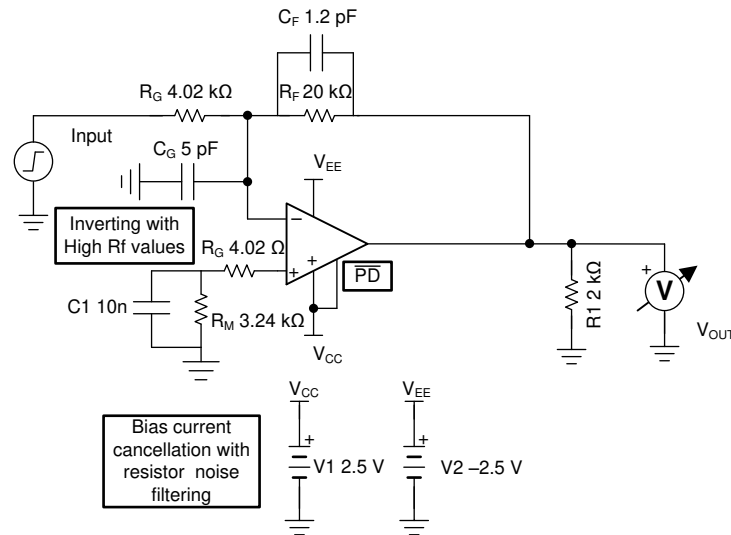 C_F 1.2 pF
R_G 4.02 kΩ
R_F 20 kΩ
Input
C_G 5 pF
V_EE
Inverting with
High Rf values
R_G 4.02 Ω
PD
C1 10n
R_M 3.24 kΩ
R1 2 kΩ
V
V_OUT
V_CC
V_CC
V_EE
Bias current
cancellation with
resistor noise
filtering
V1 2.5 V
V2 –2.5 V